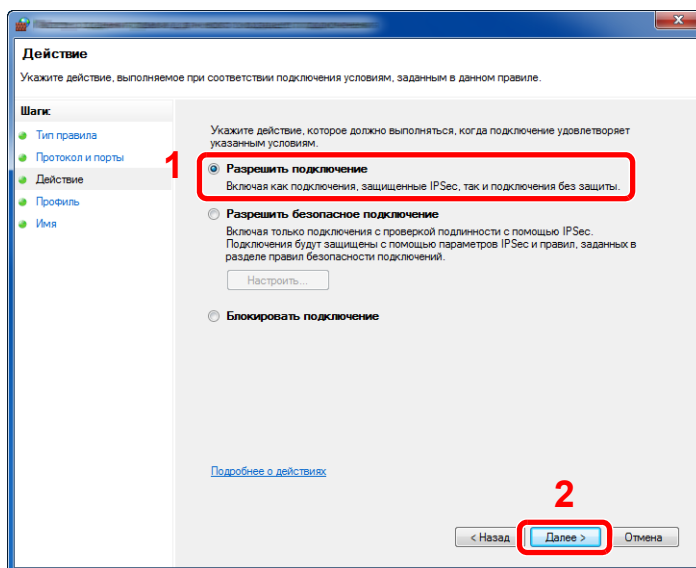 Действие
Укажите действие, выполняемое при соответствии подключения условиям, заданным в данном правиле.
Шаги:
Тип правила
Протокол и порты
Действие
Профиль
Имя
Укажите действие, которое должно выполняться, когда подключение удовлетворяет
указанным условиям.
1
Разрешить подключение
Включая как подключения, защищенные IPSec, так и подключения без защиты.
Разрешить безопасное подключение
Включая только подключения с проверкой подлинности с помощью IPSec.
Подключения будут защищены с помощью параметров IPSec и правил, заданных в
разделе правил безопасности подключений.
Настроить...
Блокировать подключение
Подробнее о действиях
2
< Назад
Далее >
Отмена